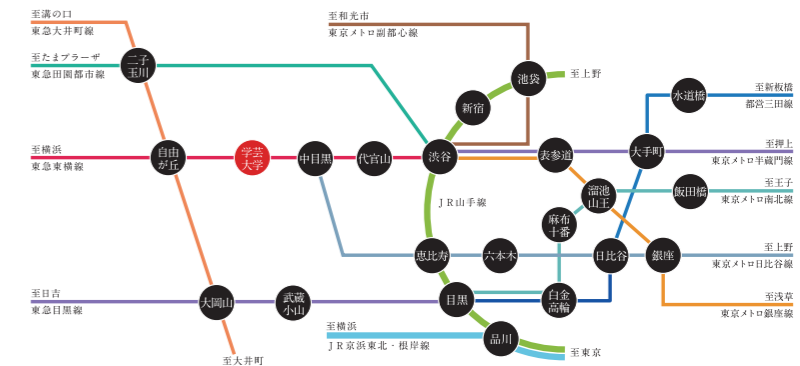 至溝の口
東急大井町線
至和光市
東京メトロ副都心線
至たまプラーザ
東急田園都市線
二子
玉川
池袋
至上野
新宿
水道橋
至新板橋
都営三田線
至横浜
東急東横線
自由
が丘
学芸
大学
中目黒
代官山
渋谷
表参道
大手町
至押上
東京メトロ半蔵門線
溜池
山王
飯田橋
至王子
東京メトロ南北線
JR山手線
麻布
十番
恵比寿
六本木
日比谷
銀座
至上野
東京メトロ日比谷線
至日吉
東急目黒線
大岡山
武蔵
小山
目黒
白金
高輪
至浅草
東京メトロ銀座線
至横浜
JR京浜東北・根岸線
品川
至東京
至大井町